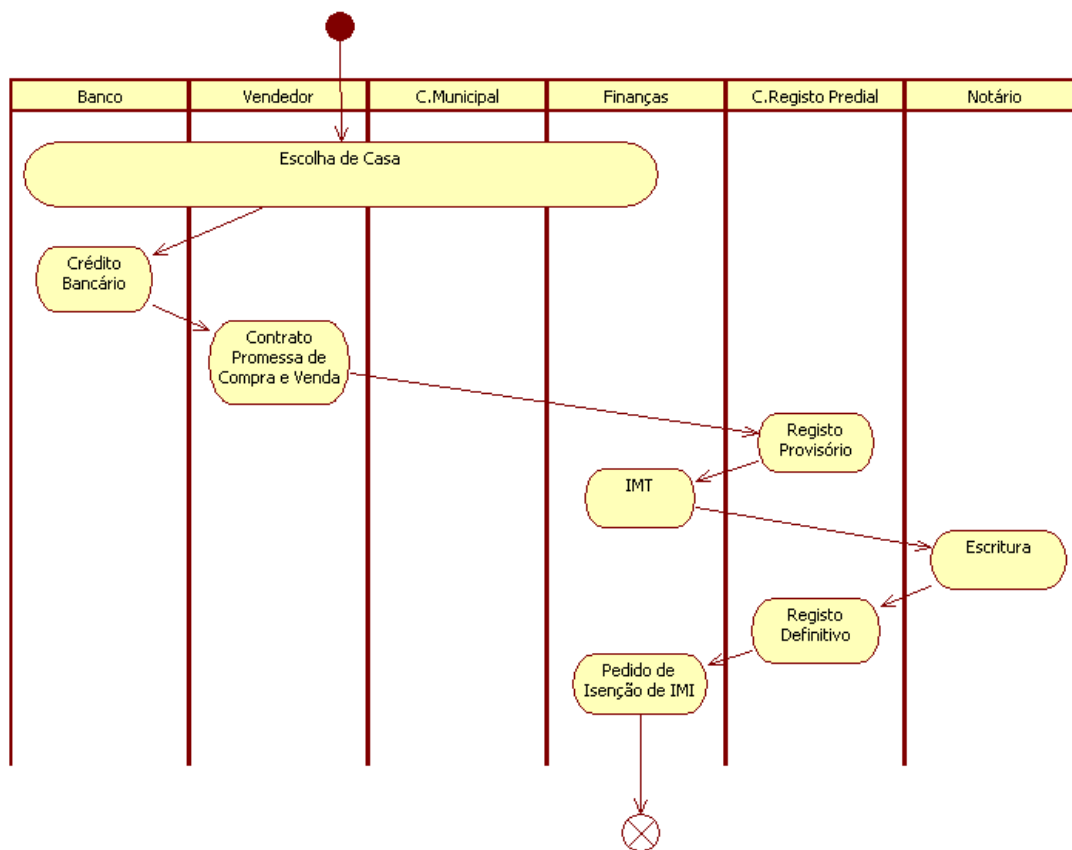 Banco
Vendedor
C.Municipal
Finanças
C.Registo Predial
Notário
Escolha de Casa
Crédito
Bancário
Contrato
Promessa de
Compra e Venda
Registo
Provisório
IMT
Escritura
Registo
Definitivo
Pedido de
Isenção de IMI